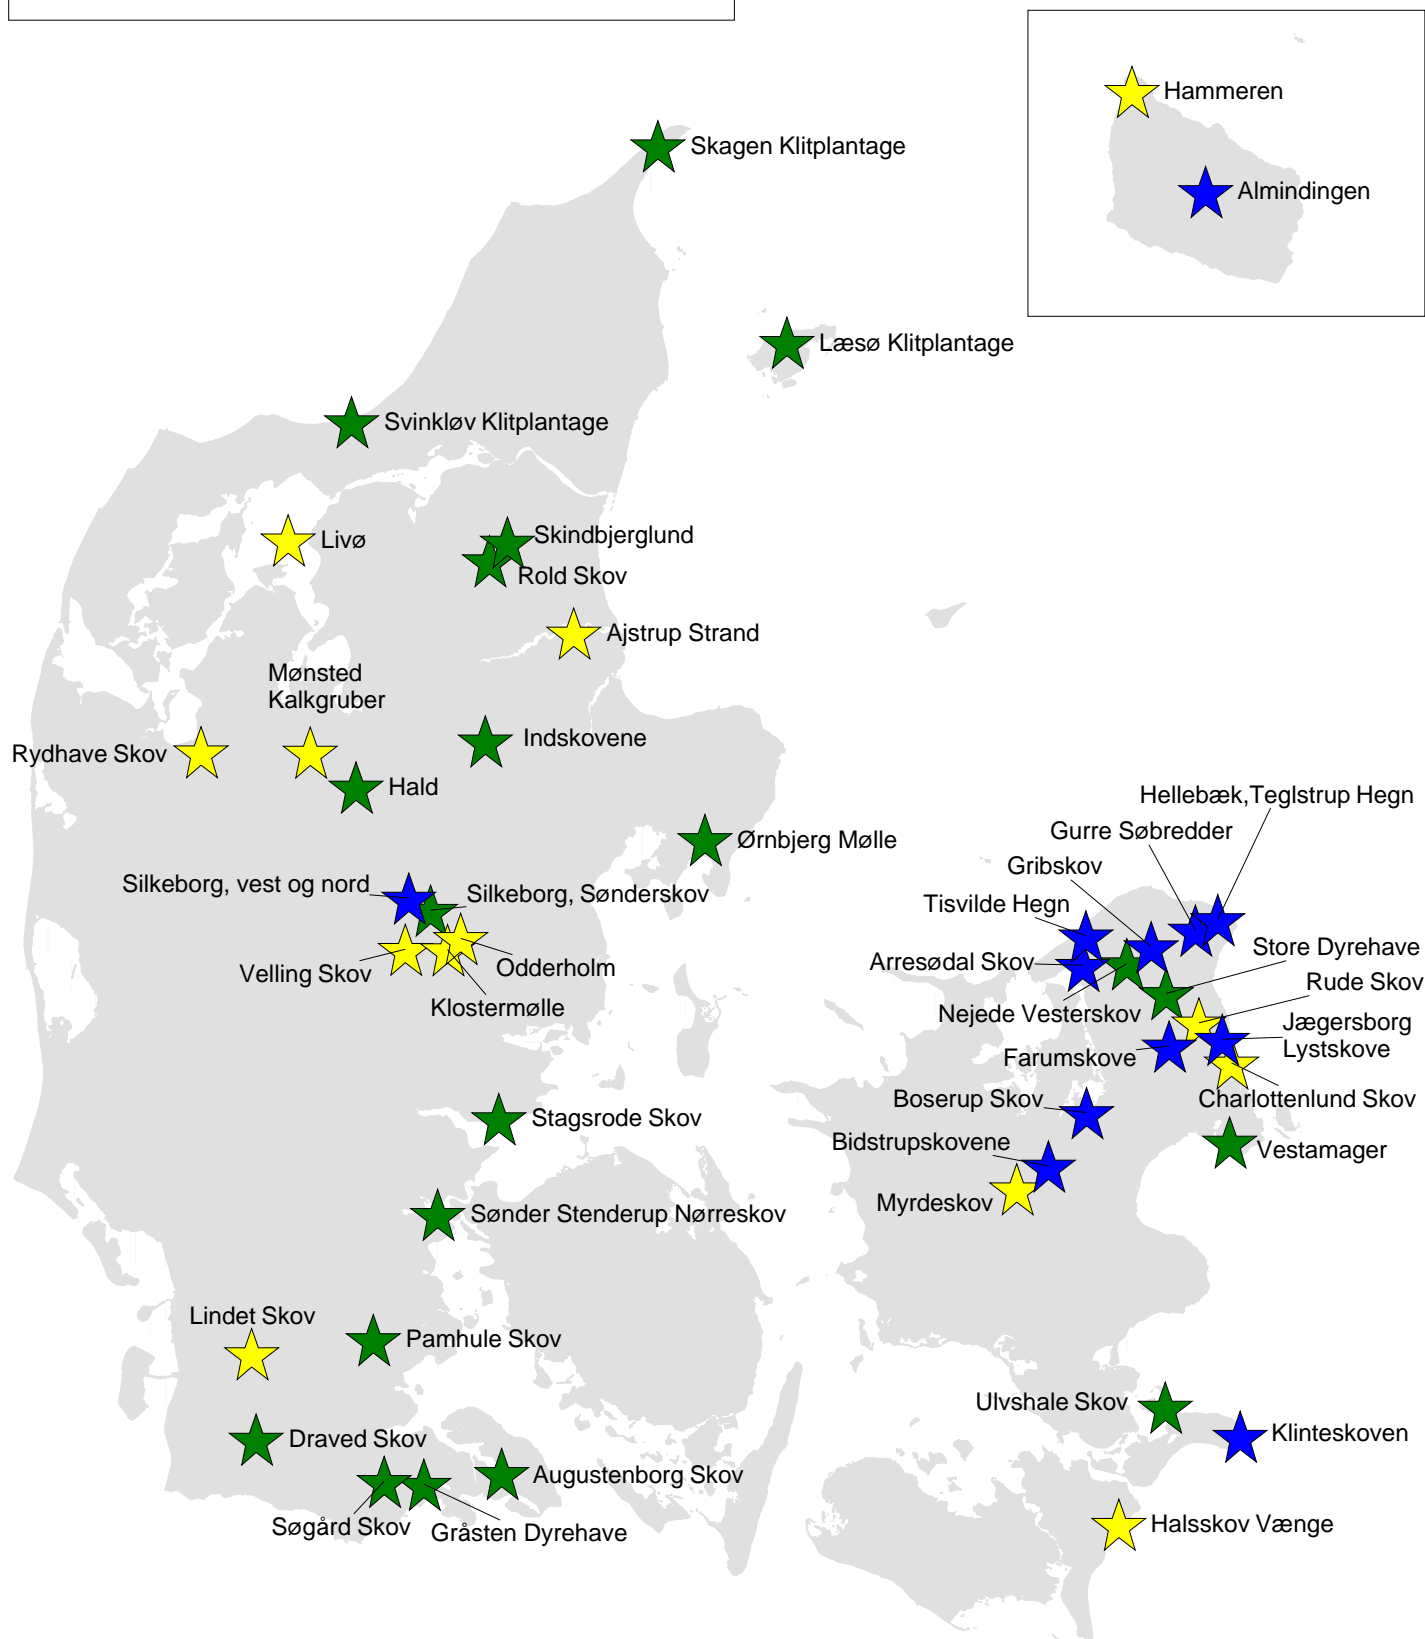 Hammeren
Skagen Klitplantage
Almindingen
Læsø Klitplantage
Svinkløv Klitplantage
Skindbjerglund
Livø
Rold Skov
Ajstrup Strand
Mønsted
Kalkgruber
Indskovene
Rydhave Skov
Hald
Hellebæk,Teglstrup Hegn
Gurre Søbredder
Ørnbjerg Mølle
Gribskov
Silkeborg, vest og nord
Silkeborg, Sønderskov
Tisvilde Hegn
Store Dyrehave
Arresødal Skov
Odderholm
Velling Skov
Rude Skov
Klostermølle
Nejede Vesterskov
Jægersborg
Lystskove
Farumskove
Boserup Skov
Charlottenlund Skov
Stagsrode Skov
Bidstrupskovene
Vestamager
Myrdeskov
Sønder Stenderup Nørreskov
Lindet Skov
Pamhule Skov
Ulvshale Skov
Klinteskoven
Draved Skov
Augustenborg Skov
Søgård Skov
Gråsten Dyrehave
Halsskov Vænge